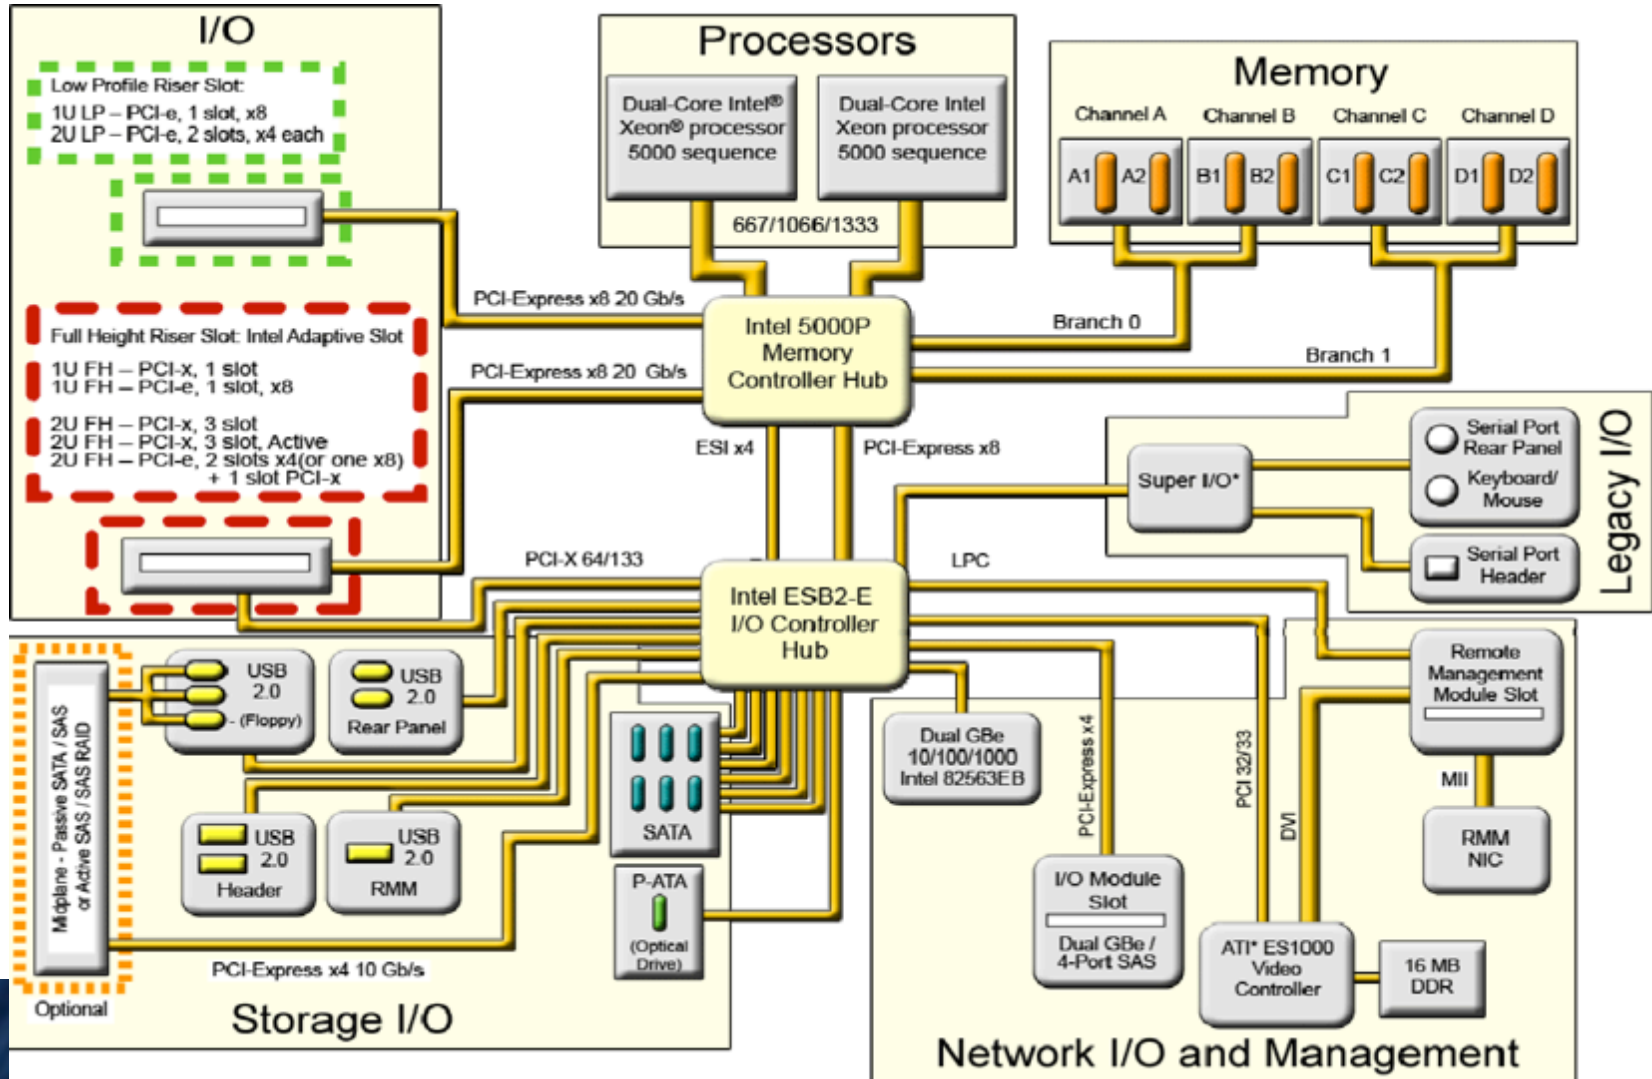 I/O
Low Profile Riser Slot:
1U LP – PCI-e, 1 slot, x8
2U LP – PCI-e, 2 slots, x4 each
Full Height Riser Slot: Intel Adaptive Slot
1U FH – PCI-x, 1 slot
1U FH – PCI-e, 1 slot, x8
2U FH – PCI-x, 3 slot
2U FH – PCI-x, 3 slot, Active
2U FH – PCI-e, 2 slots x4(or one x8)
+ 1 slot PCI-x
Processors
Dual-Core Intel®
Xeon® processor
5000 sequence
Dual-Core Intel
Xeon processor
5000 sequence
667/1066/1333
Memory
Channel A
Channel B
Channel C
Channel D
A1
A2
B1
B2
C1
C2
D1
D2
PCI-Express x8 20 Gb/s
PCI-Express x8 20 Gb/s
Intel 5000P
Memory
Controller Hub
Branch 0
Branch 1
ESI x4
PCI-Express x8
Super I/O*
Serial Port
Rear Panel
Keyboard/
Mouse
Serial Port
Header
Legacy I/O
PCI-X 64/133
LPC
Intel ESB2-E
I/O Controller
Hub
Midplane - Passive SATA / SAS
or Active SAS / SAS RAID
Optional
USB
2.0
- (Floppy)
USB
2.0
Rear Panel
USB
2.0
Header
USB
2.0
RMM
SATA
P-ATA
(Optical
Drive)
PCI-Express x4 10 Gb/s
Storage I/O
Dual GBe
10/100/1000
Intel 82563EB
PCI-Express x4
PCI 32/33
DVI
Remote
Management
Module Slot
MII
RMM
NIC
I/O Module
Slot
Dual GBe /
4-Port SAS
ATI* ES1000
Video
Controller
16 MB
DDR
Network I/O and Management